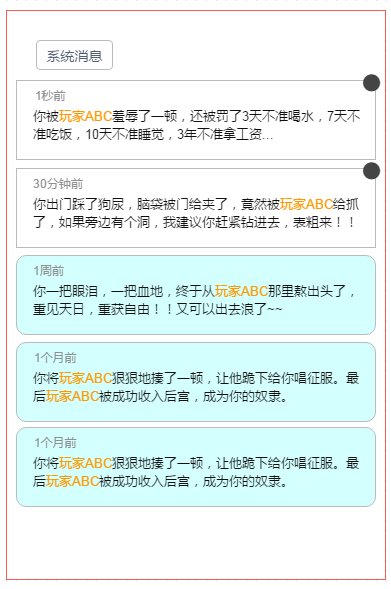 系统消息
1秒前
你被玩家ABC羞辱了一顿，还被罚了3天不准喝水，7天不
准吃饭，10天不准睡觉，3年不准拿工资...
30分钟前
你出门踩了狗尿，脑袋被门给夹了，竟然被玩家ABC给抓
了，如果旁边有个洞，我建议你赶紧钻进去，表粗来！！
1周前
你一把眼泪，一把血地，终于从玩家ABC那里熬出头了，
重见天日，重获自由！！又可以出去浪了~~
1个月前
你将玩家ABC狠狠地揍了一顿，让他跪下给你唱征服。最
后玩家ABC被成功收入后宫，成为你的奴隶。
1个月前
你将玩家ABC狠狠地揍了一顿，让他跪下给你唱征服。最
后玩家ABC被成功收入后宫，成为你的奴隶。